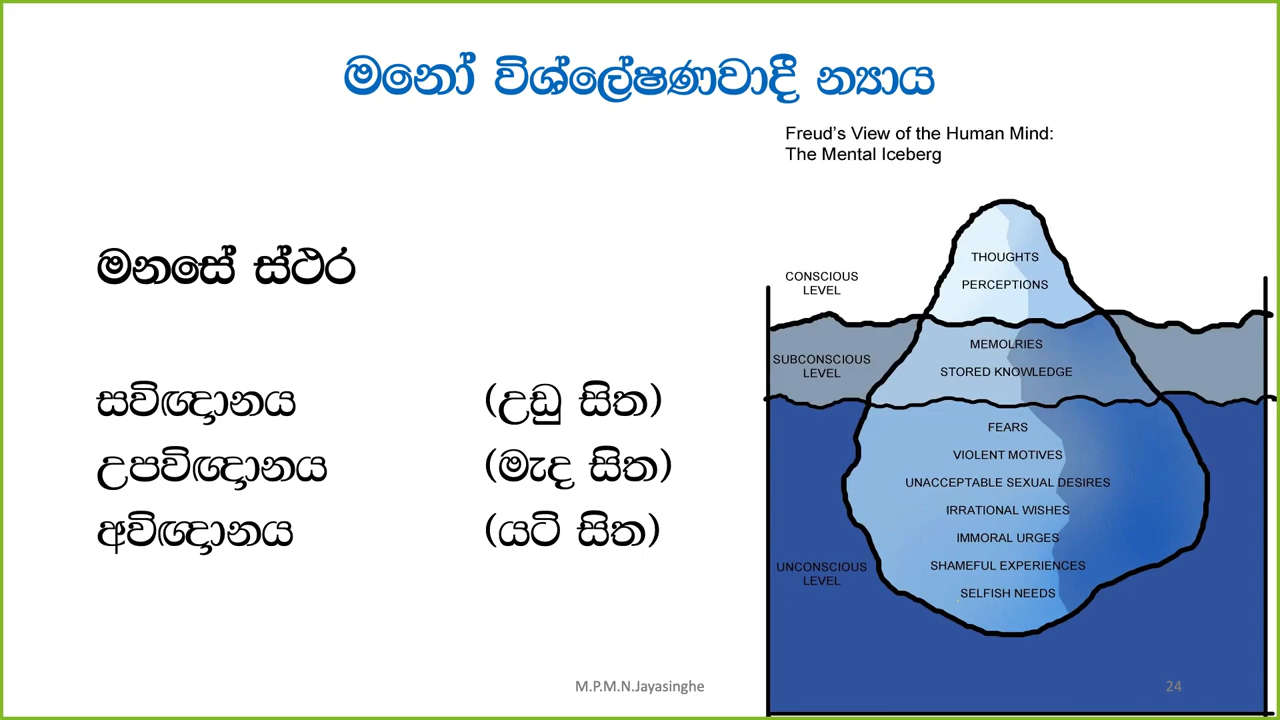 මනෝ විශ්ලේෂණවාදී න්‍යාය
Freud's View of the Human Mind:
The Mental Iceberg
මනසේ ස්ථර
සවිඥානය (උඩු සිත)
උපවිඥානය (මැද සිත)
අවිඥානය (යටි සිත)
CONSCIOUS
LEVEL
THOUGHTS
PERCEPTIONS
SUBCONSCIOUS
LEVEL
MEMOLRIES
STORED KNOWLEDGE
UNCONSCIOUS
LEVEL
FEARS
VIOLENT MOTIVES
UNACCEPTABLE SEXUAL DESIRES
IRRATIONAL WISHES
IMMORAL URGES
SHAMEFUL EXPERIENCES
SELFISH NEEDS
M.P.M.N.Jayasinghe
24